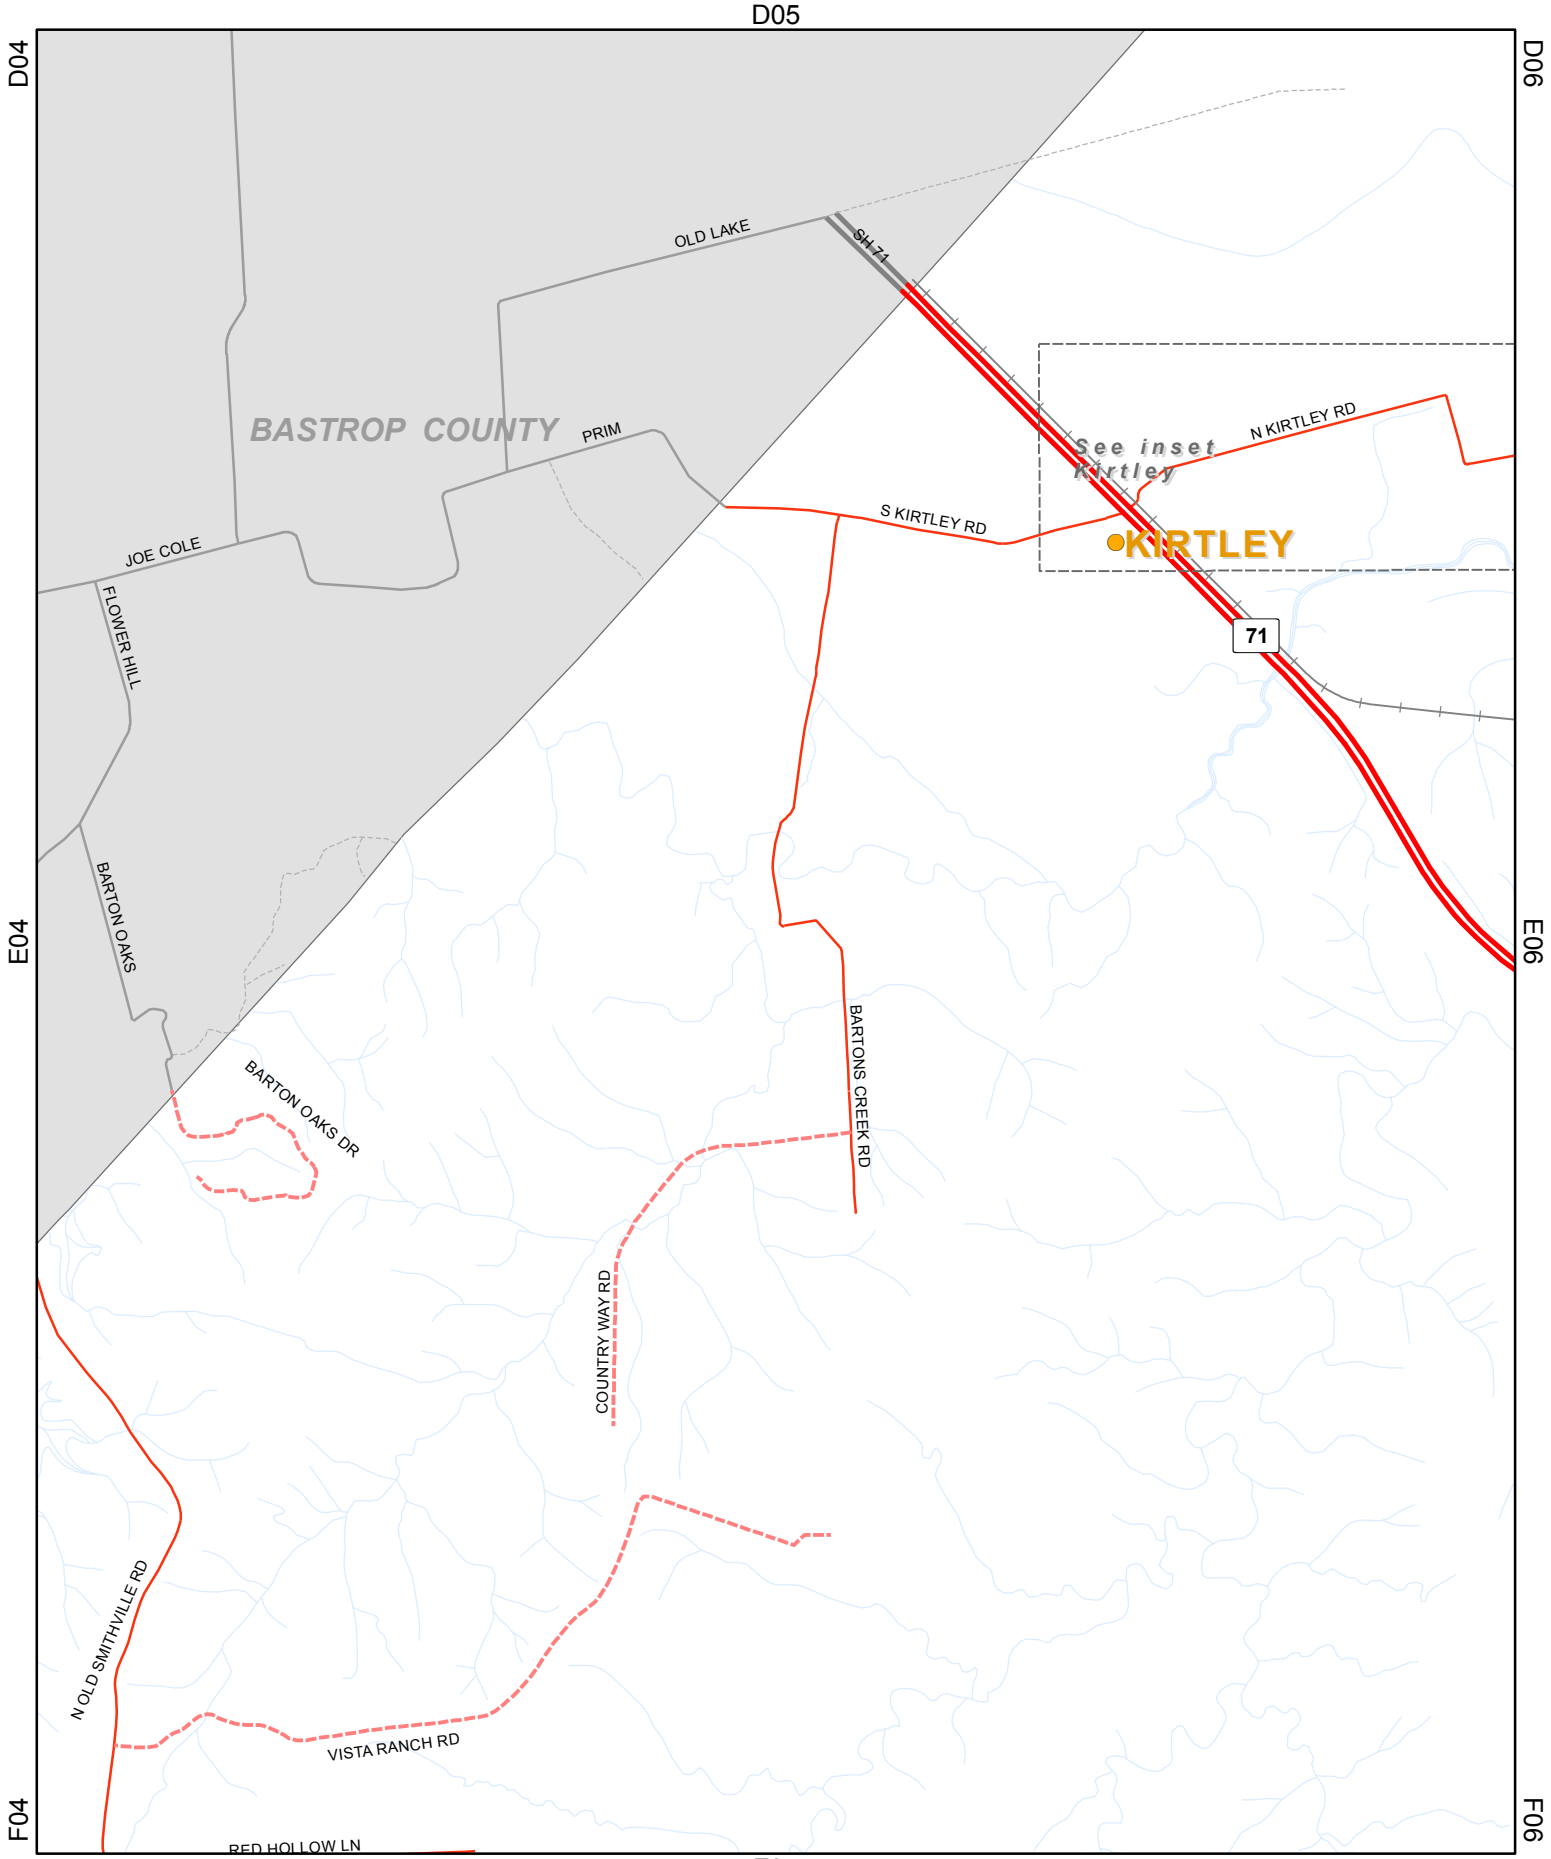 D05
D04
D06
OLD LAKE
SH 71
BASTROP COUNTY
PRIM
N KIRTLEY RD
See inset
Kirtley
S KIRTLEY RD
KIRTLEY
JOE COLE
FLOWER HILL
71
BARTON OAKS
E04
E06
BARTON OAKS DR
BARTONS CREEK RD
COUNTRY WAY RD
N OLD SMITHVILLE RD
VISTA RANCH RD
F04
F06
RED HOLLOW LN